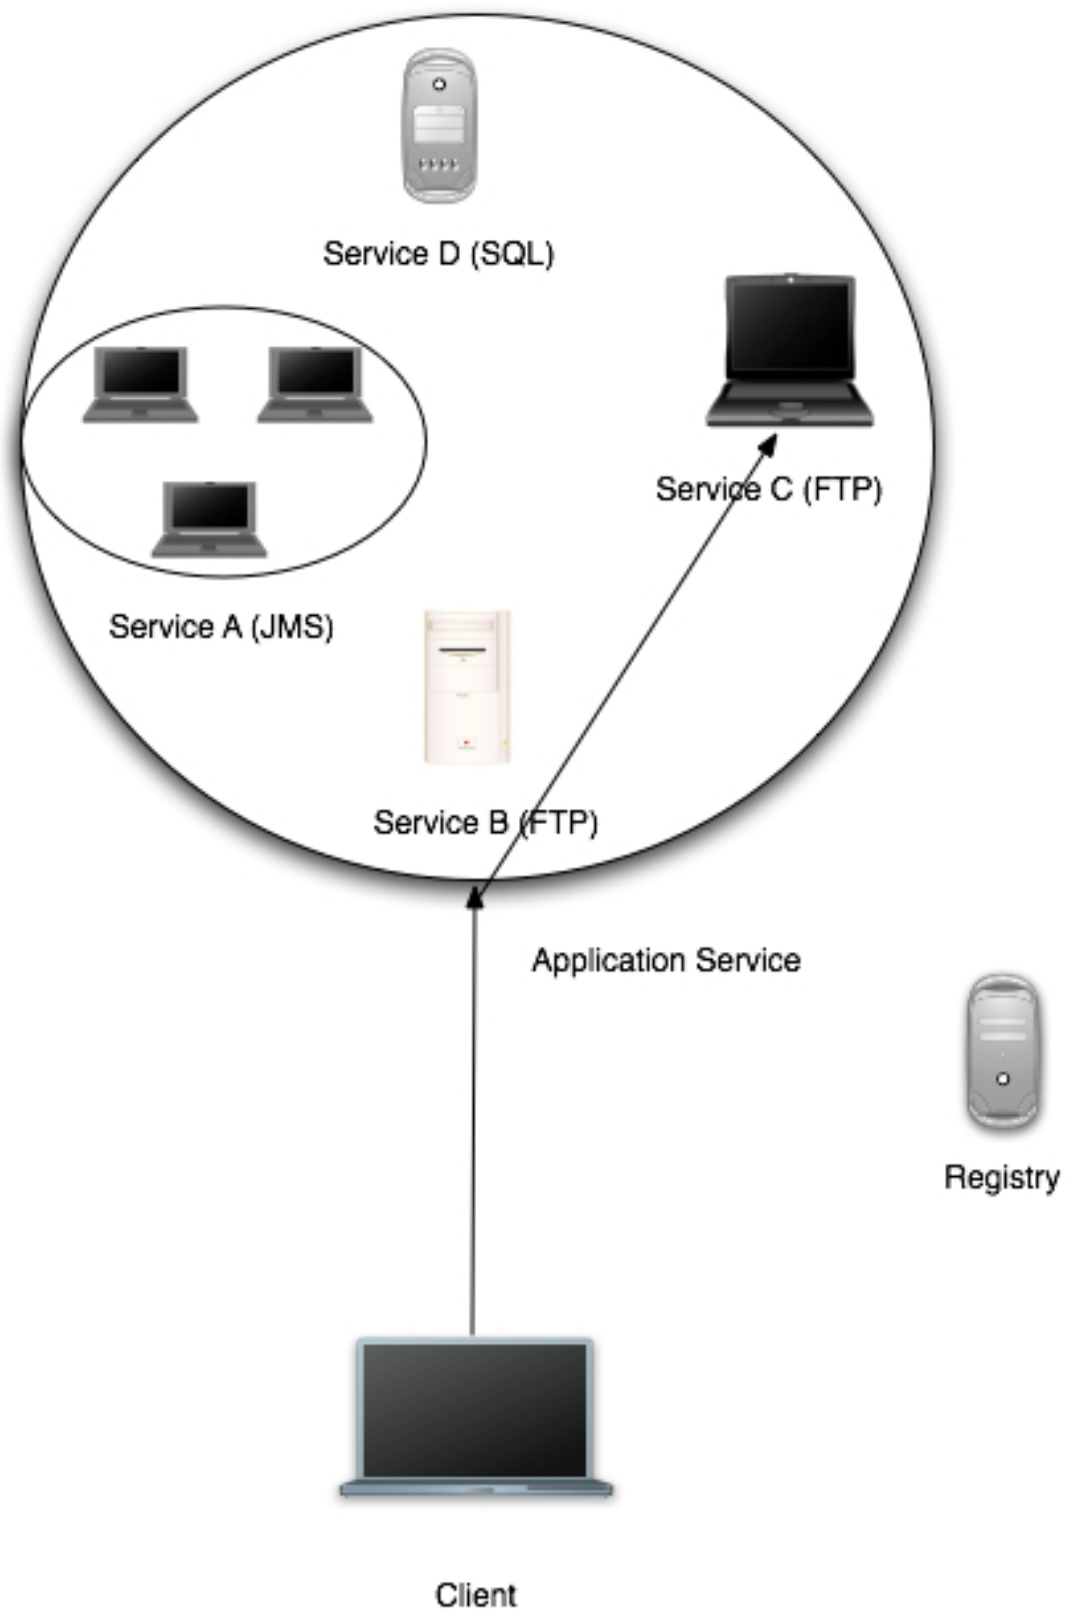 Service D (SQL)
Service C (FTP)
Service A (JMS)
Service B (FTP)
Application Service
Registry
Client